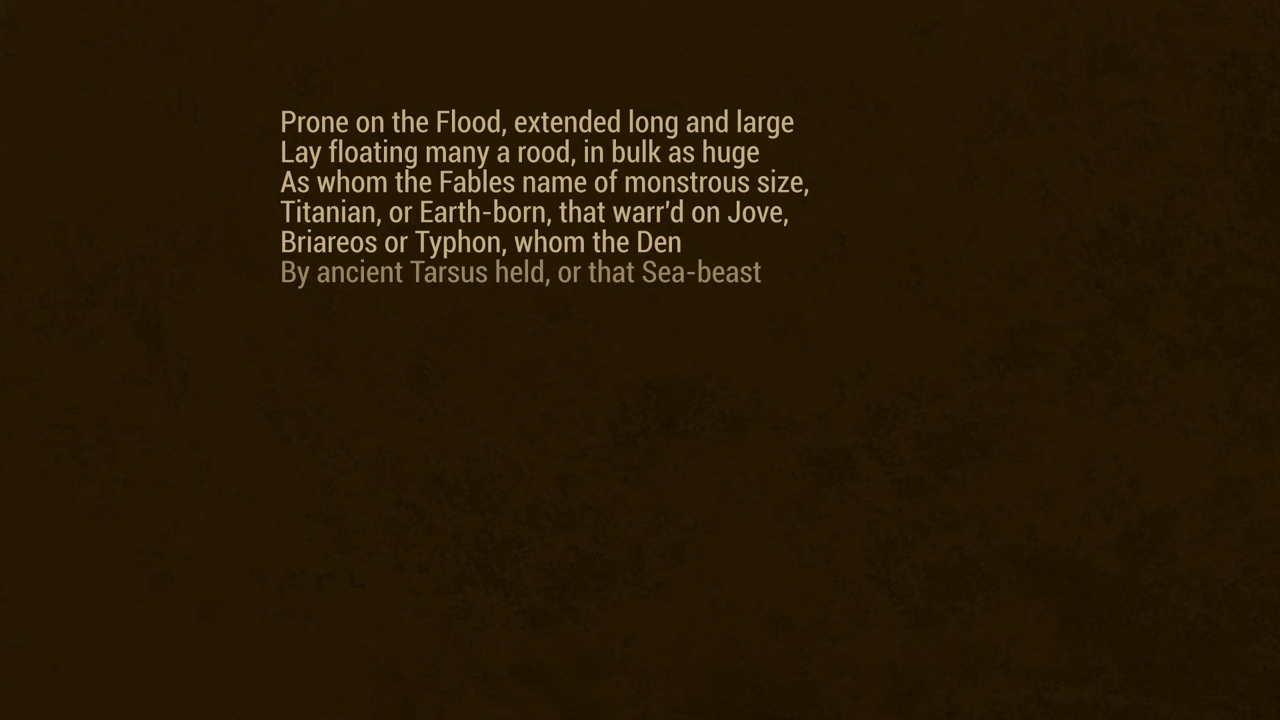 Prone on the Flood, extended long and large
Lay floating many a rood, in bulk as huge
As whom the Fables name of monstrous size,
Titanian, or Earth-born, that warr'd on Jove,
Briareos or Typhon, whom the Den
By ancient Tarsus held, or that Sea-beast